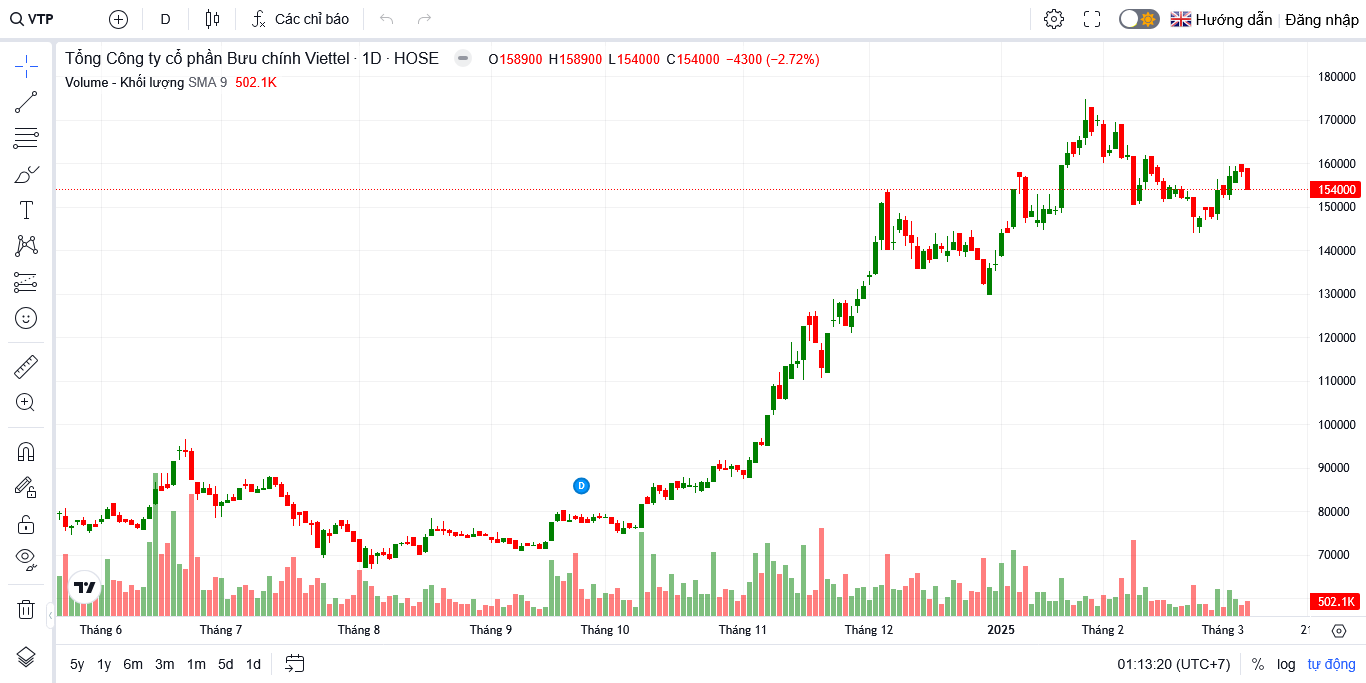 VTP D Các chỉ báo Hướng dẫn Đăng nhập
Tổng Công ty cổ phần Bưu chính Viettel · 1D · HOSE O158900 H158900 L154000 C154000 −4300 (−2.72%)
Volume - Khối lượng SMA 9 502.1K
180000
170000
160000
154000
150000
140000
130000
120000
110000
100000
90000
D
80000
70000
502.1K
Tháng 6 Tháng 7 Tháng 8 Tháng 9 Tháng 10 Tháng 11 Tháng 12 2025 Tháng 2 Tháng 3
5y 1y 6m 3m 1m 5d 1d 01:13:20 (UTC+7) % log tự động